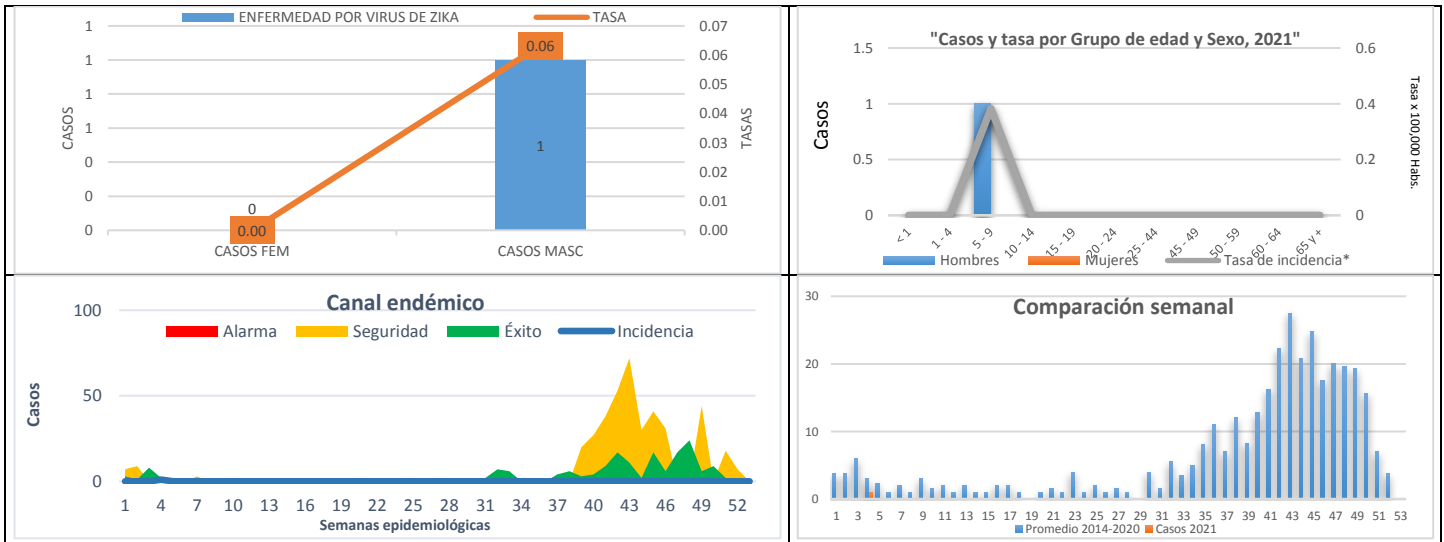 ENFERMEDAD POR VIRUS DE ZIKA TASA
CASOS
1
1
1
1
0
0
0
0.07
0.06
0.05
0.04
0.03
0.02
0.01
0.00
TASAS
0.06
1
0
0.00
CASOS FEM CASOS MASC
"Casos y tasa por Grupo de edad y Sexo, 2021"
Casos
1.5
1
0.5
0
0.6
0.4
0.2
0
Tasa x 100,000 Habs.
< 1 1 - 4 5 - 9 10 - 14 15 - 19 20 - 24 25 - 44 45 - 49 50 - 59 60 - 64 65 y +
Hombres Mujeres Tasa de incidencia*
Canal endémico
Alarma Seguridad Éxito Incidencia
Casos
100
50
0
1 4 7 10 13 16 19 22 25 28 31 34 37 40 43 46 49 52
Semanas epidemiológicas
Comparación semanal
30
20
10
0
1 3 5 7 9 11 13 15 17 19 21 23 25 27 29 31 33 35 37 39 41 43 45 47 49 51 53
Promedio 2014-2020 Casos 2021